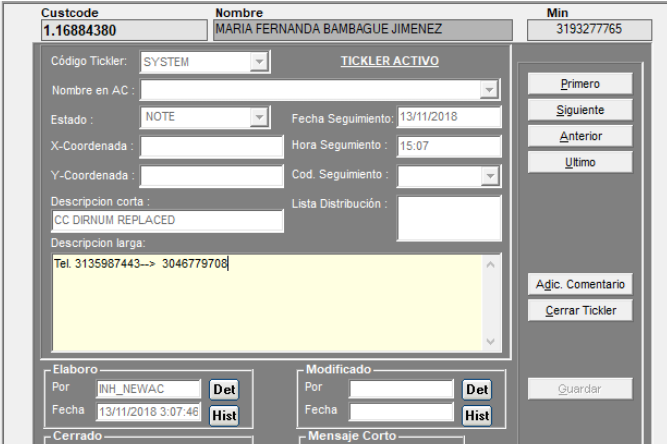 Custcode Nombre Min
1.16884380 MARIA FERNANDA BAMBAGUE JIMENEZ 3193277765
Código Tickler: SYSTEM TICKLER ACTIVO
Nombre en AC :
Estado : NOTE Fecha Seguimiento: 13/11/2018
X-Coordenada : Hora Segumiento : 15:07
Y-Coordenada : Cod. Seguimiento :
Descripcion corta : Lista Distribución :
CC DIRNUM REPLACED
Descripcion larga:
Tel. 3135987443--> 3046779708
Primero
Siguiente
Anterior
Ultimo
Adic. Comentario
Cerrar Tickler
Guardar
Elaboro Modificado
Por INH_NEWAC Det Por Det
Fecha 13/11/2018 3:07:46 Hist Fecha Hist
Cerrado Mensaje Corto